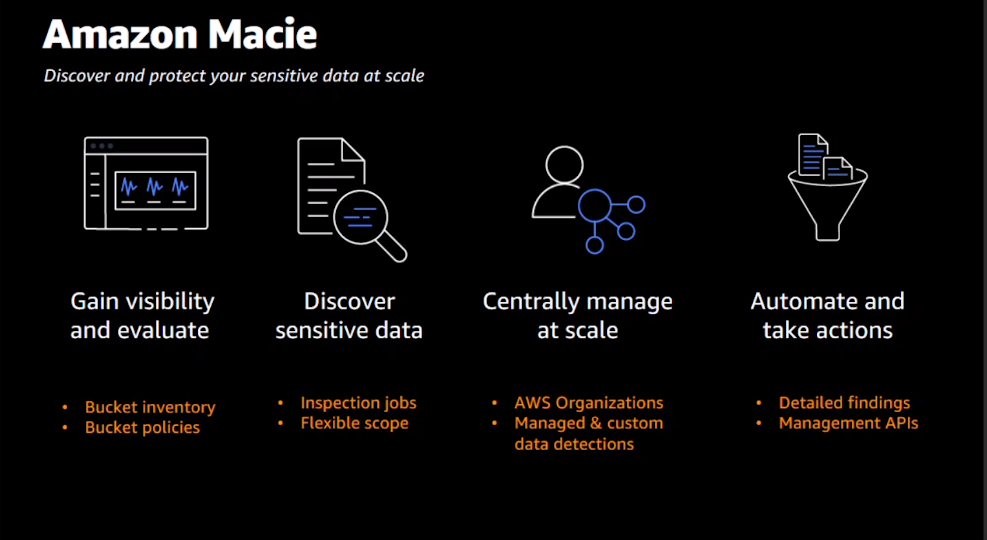 Amazon Macie
Discover and protect your sensitive data at scale
Gain visibility
and evaluate
• Bucket inventory
• Bucket policies
Discover
sensitive data
• Inspection jobs
• Flexible scope
Centrally manage
at scale
• AWS Organizations
• Managed & custom
data detections
Automate and
take actions
• Detailed findings
• Management APIs